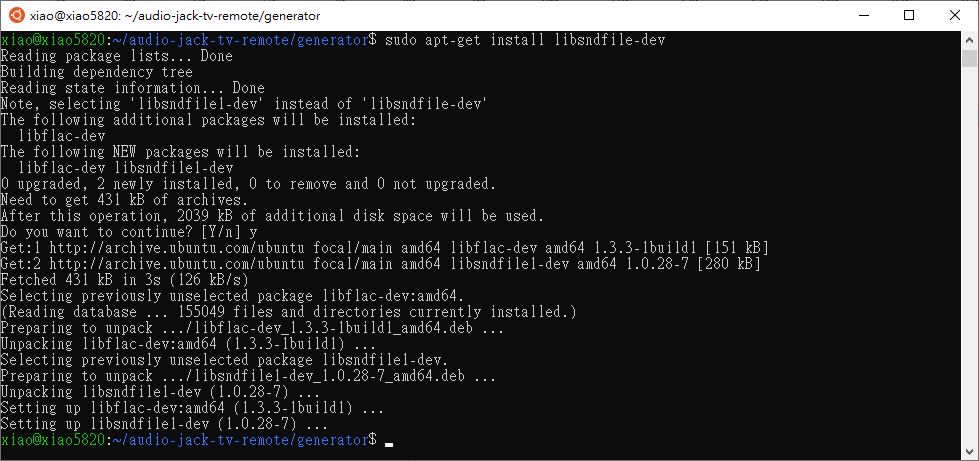 xiao@xiao5820: ~/audio-jack-tv-remote/generator
xiao@xiao5820:~/audio-jack-tv-remote/generator$ sudo apt-get install libsndfile-dev
Reading package lists... Done
Building dependency tree
Reading state information... Done
Note, selecting 'libsndfile1-dev' instead of 'libsndfile-dev'
The following additional packages will be installed:
  libflac-dev
The following NEW packages will be installed:
  libflac-dev libsndfile1-dev
0 upgraded, 2 newly installed, 0 to remove and 0 not upgraded.
Need to get 431 kB of archives.
After this operation, 2039 kB of additional disk space will be used.
Do you want to continue? [Y/n] y
Get:1 http://archive.ubuntu.com/ubuntu focal/main amd64 libflac-dev amd64 1.3.3-1build1 [151 kB]
Get:2 http://archive.ubuntu.com/ubuntu focal/main amd64 libsndfile1-dev amd64 1.0.28-7 [280 kB]
Fetched 431 kB in 3s (126 kB/s)
Selecting previously unselected package libflac-dev:amd64.
(Reading database ... 155049 files and directories currently installed.)
Preparing to unpack .../libflac-dev_1.3.3-1build1_amd64.deb ...
Unpacking libflac-dev:amd64 (1.3.3-1build1) ...
Selecting previously unselected package libsndfile1-dev.
Preparing to unpack .../libsndfile1-dev_1.0.28-7_amd64.deb ...
Unpacking libsndfile1-dev (1.0.28-7) ...
Setting up libflac-dev:amd64 (1.3.3-1build1) ...
Setting up libsndfile1-dev (1.0.28-7) ...
xiao@xiao5820:~/audio-jack-tv-remote/generator$